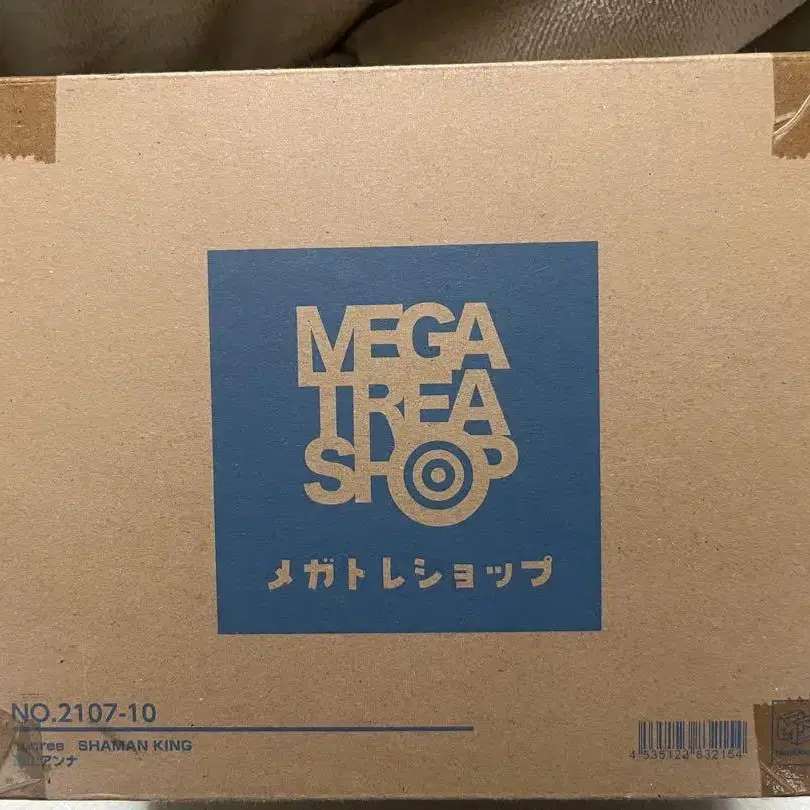 MEGA
TREA
SHOP
メガトレショップ
NO.2107-10
SHAMAN KING
アンナ
4 535123 832154